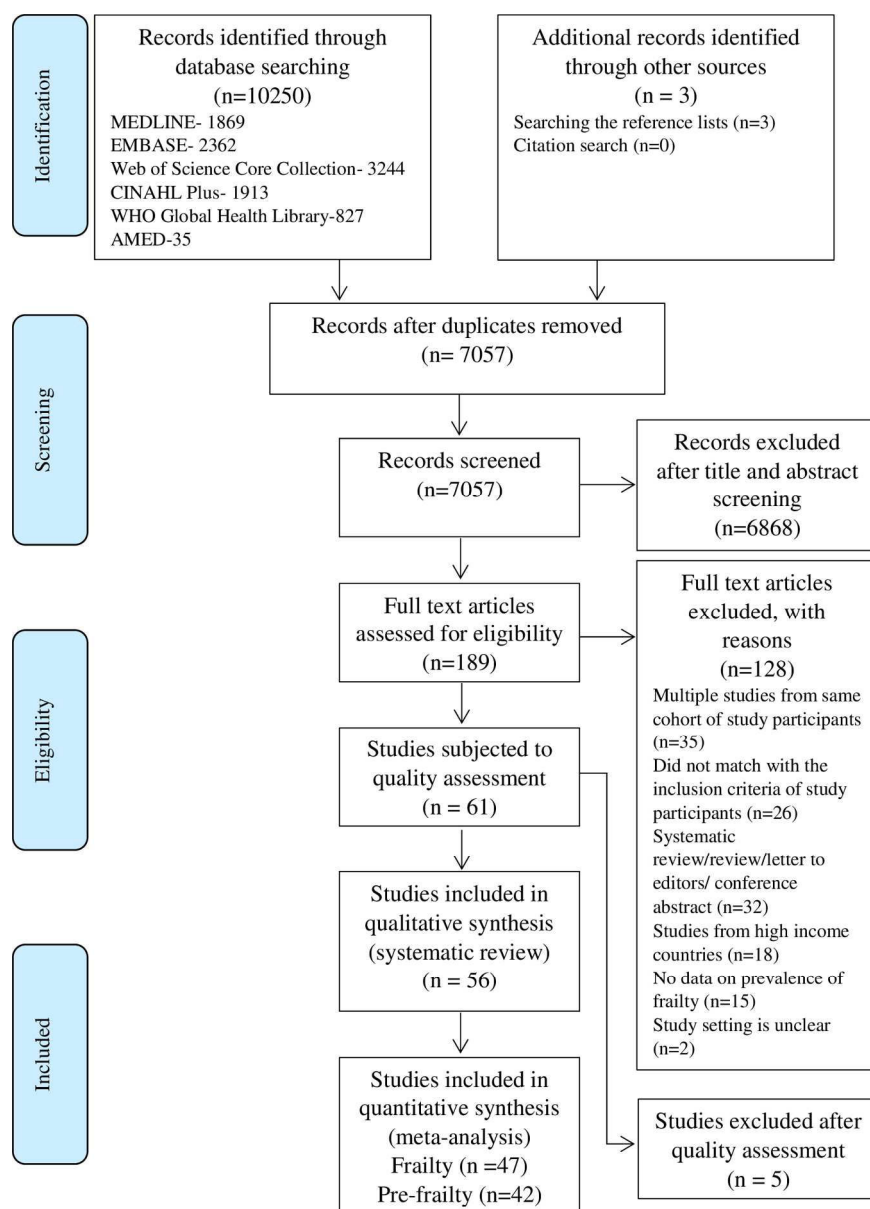 Identification
Records identified through
database searching
(n=10250)
MEDLINE- 1869
EMBASE- 2362
Web of Science Core Collection- 3244
CINAHL Plus- 1913
WHO Global Health Library-827
AMED-35
Additional records identified
through other sources
(n = 3)
Searching the reference lists (n=3)
Citation search (n=0)
Screening
Records after duplicates removed
(n= 7057)
Records screened
(n=7057)
Records excluded
after title and abstract
screening
(n=6868)
Eligibility
Full text articles
assessed for eligibility
(n=189)
Full text articles
excluded, with
reasons
(n=128)
Multiple studies from same
cohort of study participants
(n=35)
Did not match with the
inclusion criteria of study
participants (n=26)
Systematic
review/review/letter to
editors/ conference
abstract (n=32)
Studies from high income
countries (n=18)
No data on prevalence of
frailty (n=15)
Study setting is unclear
(n=2)
Studies subjected to
quality assessment
(n = 61)
Studies included in
qualitative synthesis
(systematic review)
(n = 56)
Included
Studies included in
quantitative synthesis
(meta-analysis)
Frailty (n =47)
Pre-frailty (n=42)
Studies excluded after
quality assessment
(n = 5)